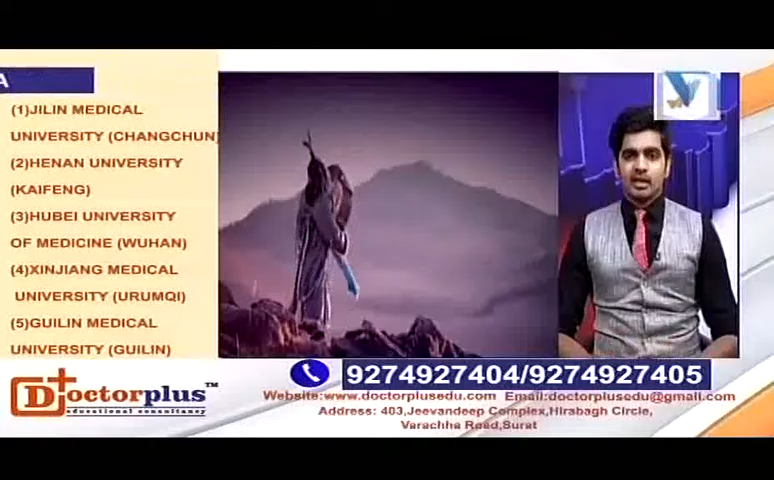 A
(1)JILIN MEDICAL
UNIVERSITY (CHANGCHUN)
(2)HENAN UNIVERSITY
(KAIFENG)
(3)HUBEI UNIVERSITY
OF MEDICINE (WUHAN)
(4)XINJIANG MEDICAL
UNIVERSITY (URUMQI)
(5)GUILIN MEDICAL
UNIVERSITY (GUILIN)
Doctorplus™
educational consultancy
9274927404/9274927405
Website:www.doctorplusedu.com Email:doctorplusedu@gmail.com
Address: 403,Jeevandeep Complex,Hirabagh Circle,
Varachha Road,Surat